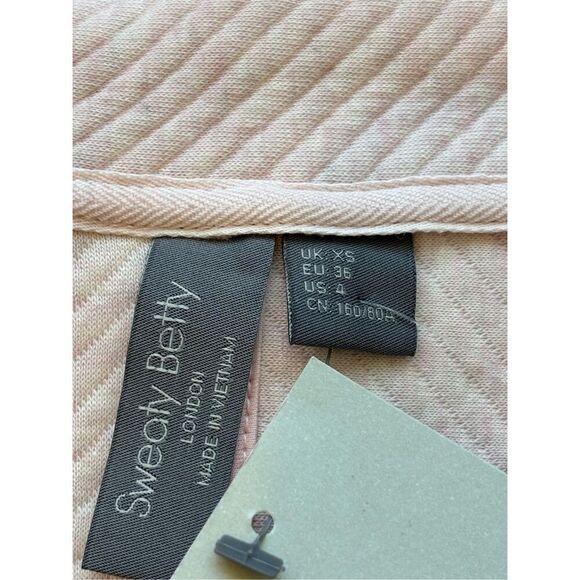 Sweaty Betty
LONDON
MADE IN VIETNAM
UK: XS
EU: 36
US: 4
CN: 160/80A